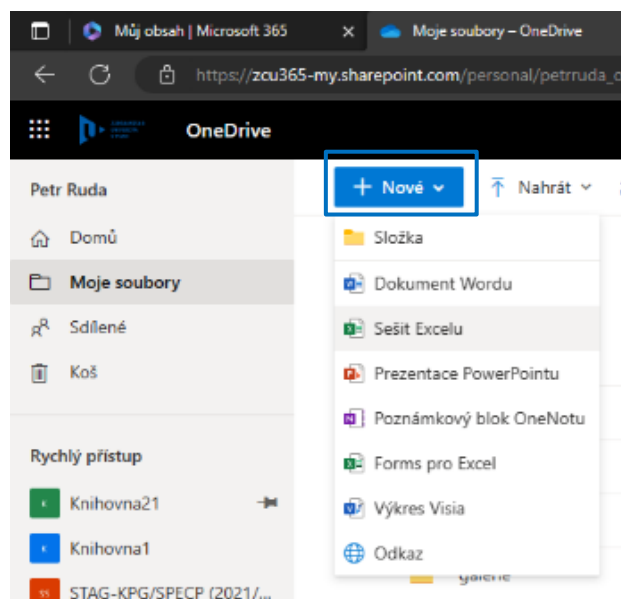 Můj obsah | Microsoft 365
Moje soubory – OneDrive
https://zcu365-my.sharepoint.com/personal/petrruda_
OneDrive
Petr Ruda
Nové
Nahrát
Domů
Složka
Moje soubory
Dokument Wordu
Sdílené
Sešit Excelu
Koš
Prezentace PowerPointu
Poznámkový blok OneNotu
Rychlý přístup
Forms pro Excel
Knihovna21
Výkres Visia
Knihovna1
Odkaz
galerie
STAG-KPG/SPECP (2021/...